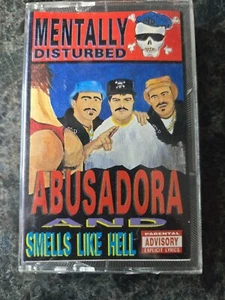 MENTALLY
DISTURBED
ABUSADORA
AND
SMELLS LIKE HELL
PARENTAL
ADVISORY
EXPLICIT LYRICS